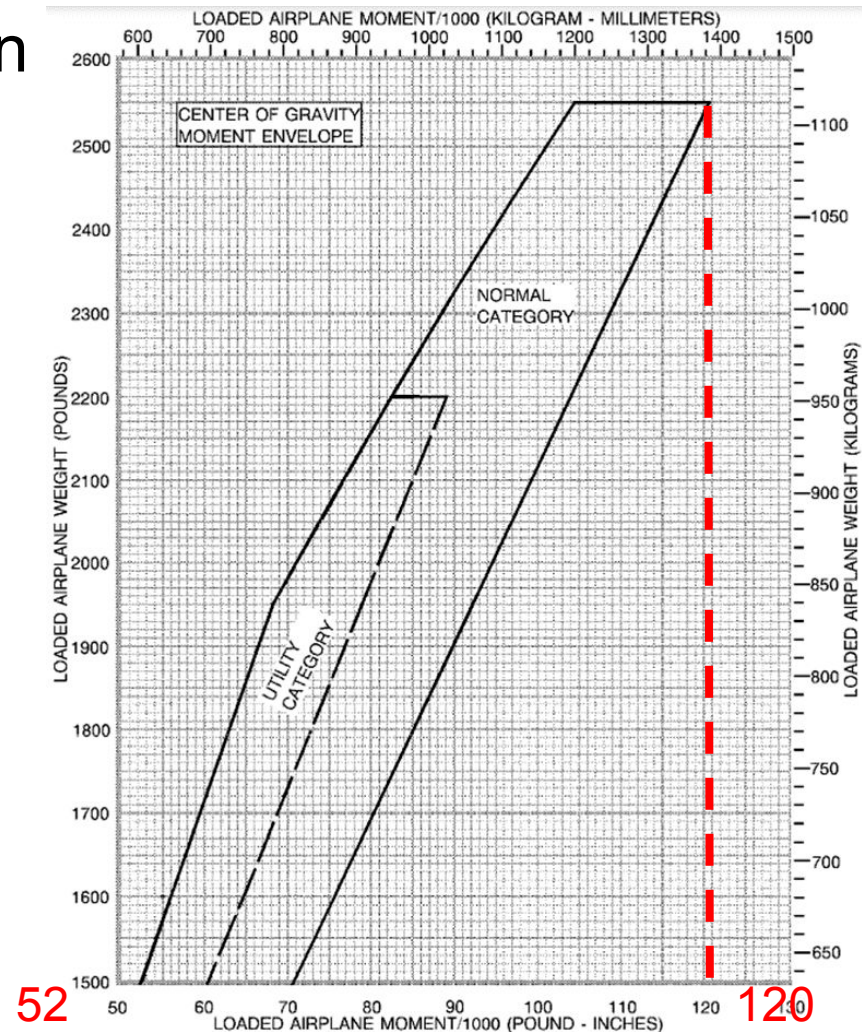 n
LOADED AIRPLANE MOMENT/1000 (KILOGRAM - MILLIMETERS)
600 700 800 900 1000 1100 1200 1300 1400 1500
CENTER OF GRAVITY
MOMENT ENVELOPE
NORMAL
CATEGORY
UTILITY
CATEGORY
LOADED AIRPLANE WEIGHT (POUNDS)
2600
2500
2400
2300
2200
2100
2000
1900
1800
1700
1600
1500
LOADED AIRPLANE WEIGHT (KILOGRAMS)
1100
1050
1000
950
900
850
800
750
700
650
52
120
50 60 70 80 90 100 110 120 130
LOADED AIRPLANE MOMENT/1000 (POUND - INCHES)